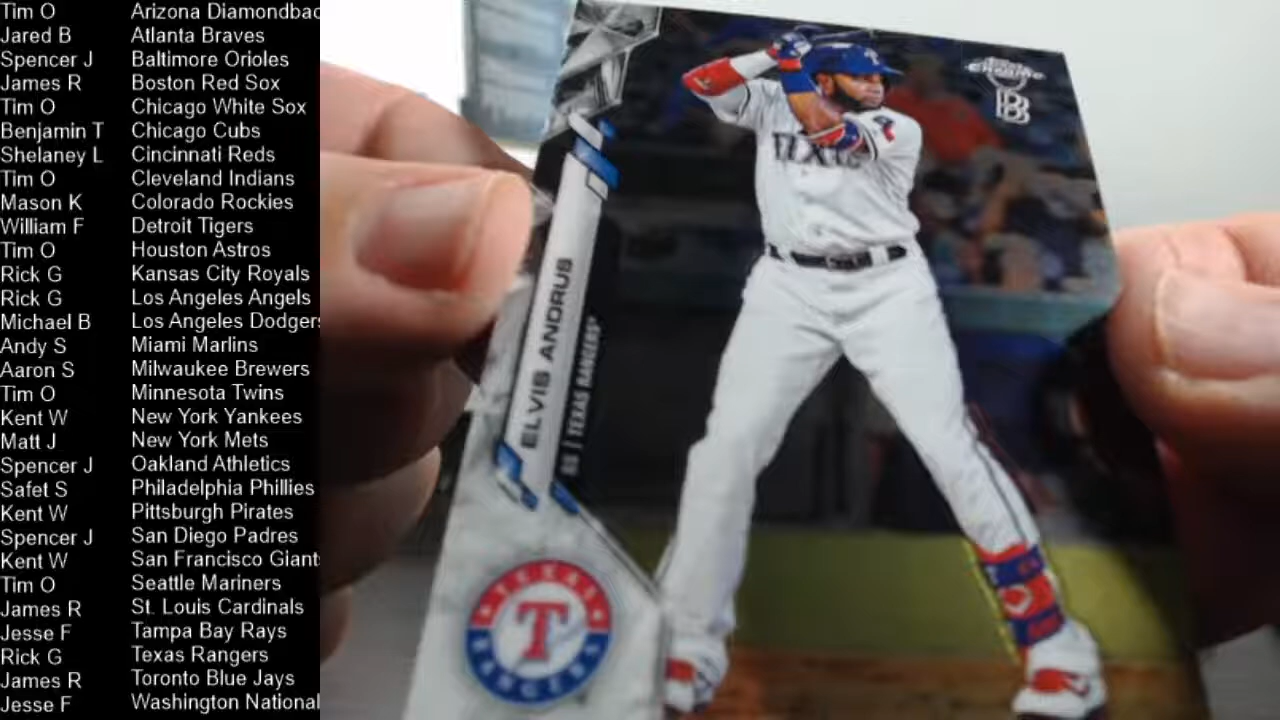 Tim O Arizona Diamondbac
Jared B Atlanta Braves
Spencer J Baltimore Orioles
James R Boston Red Sox
Tim O Chicago White Sox
Benjamin T Chicago Cubs
Shelaney L Cincinnati Reds
Tim O Cleveland Indians
Mason K Colorado Rockies
William F Detroit Tigers
Tim O Houston Astros
Rick G Kansas City Royals
Rick G Los Angeles Angels
Michael B Los Angeles Dodgers
Andy S Miami Marlins
Aaron S Milwaukee Brewers
Tim O Minnesota Twins
Kent W New York Yankees
Matt J New York Mets
Spencer J Oakland Athletics
Safet S Philadelphia Phillies
Kent W Pittsburgh Pirates
Spencer J San Diego Padres
Kent W San Francisco Giant
Tim O Seattle Mariners
James R St. Louis Cardinals
Jesse F Tampa Bay Rays
Rick G Texas Rangers
James R Toronto Blue Jays
Jesse F Washington National
CHROME
B
TEXAS
ELVIS ANDRUS
SS | TEXAS RANGERS
TEXAS
T
RANGERS